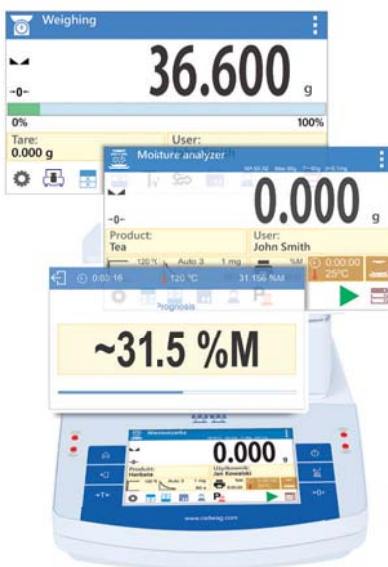 Weighing
36.600 g
-0-
0% 100%
Tare: User:
0.000 g
Moisture analyzer
0.000 g
-0-
Product: User:
Tea John Smith
120 °C Auto 3 1 mg %M 0:00:00
25°C
0:03:16 120 °C 31.156 %M
Prognosis
~31.5 %M
0.000 g
Produkt: Użytkownik:
Herbata Jan Kowalski
120 °C Auto 3 1 mg
www.radwag.com